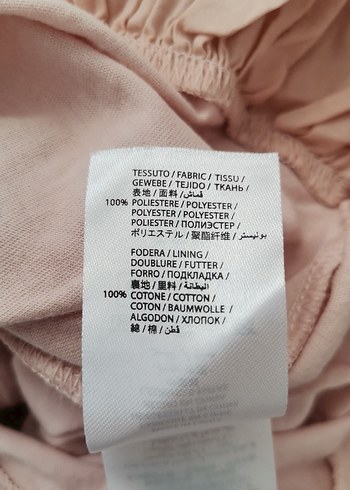 TESSUTO / FABRIC / TISSU /
GEWEBE / TEJIDO / ТКАНЬ /
表地 / 面料 / قماش /
100% POLIESTERE / POLYESTER /
POLYESTER / POLYESTER /
POLIESTER / ПОЛИЭСТЕР /
ポリエステル / 聚酯纤维 / بوليستر /
FODERA / LINING /
DOUBLURE / FUTTER /
FORRO / ПОДКЛАДКА /
裏地 / 里料 / البطانة /
100% COTONE / COTTON /
COTON / BAUMWOLLE /
ALGODON / ХЛОПОК /
綿 / 棉 / قطن /